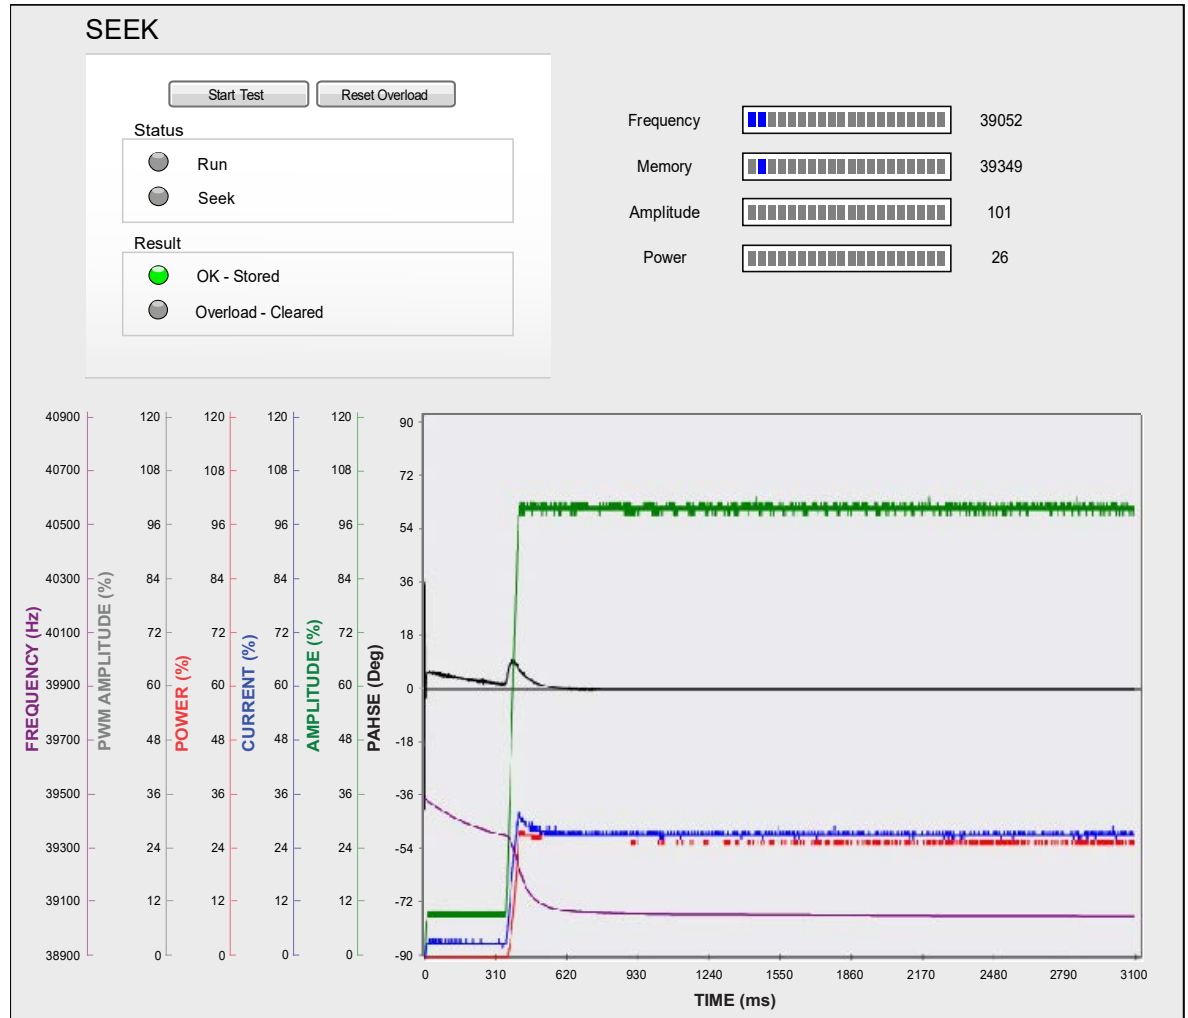 SEEK
Start Test Reset Overload
Status
Run
Seek
Result
OK - Stored
Overload - Cleared
Frequency 39052
Memory 39349
Amplitude 101
Power 26
40900 120 120 120 120 90
40700 108 108 108 108 72
40500 96 96 96 96 54
40300 84 84 84 84 36
40100 72 72 72 72 18
39900 60 60 60 60 0
39700 48 48 48 48 -18
39500 36 36 36 36 -36
39300 24 24 24 24 -54
39100 12 12 12 12 -72
38900 0 0 0 0 -90
FREQUENCY (Hz)
PWM AMPLITUDE (%)
POWER (%)
CURRENT (%)
AMPLITUDE (%)
PAHSE (Deg)
0 310 620 930 1240 1550 1860 2170 2480 2790 3100
TIME (ms)